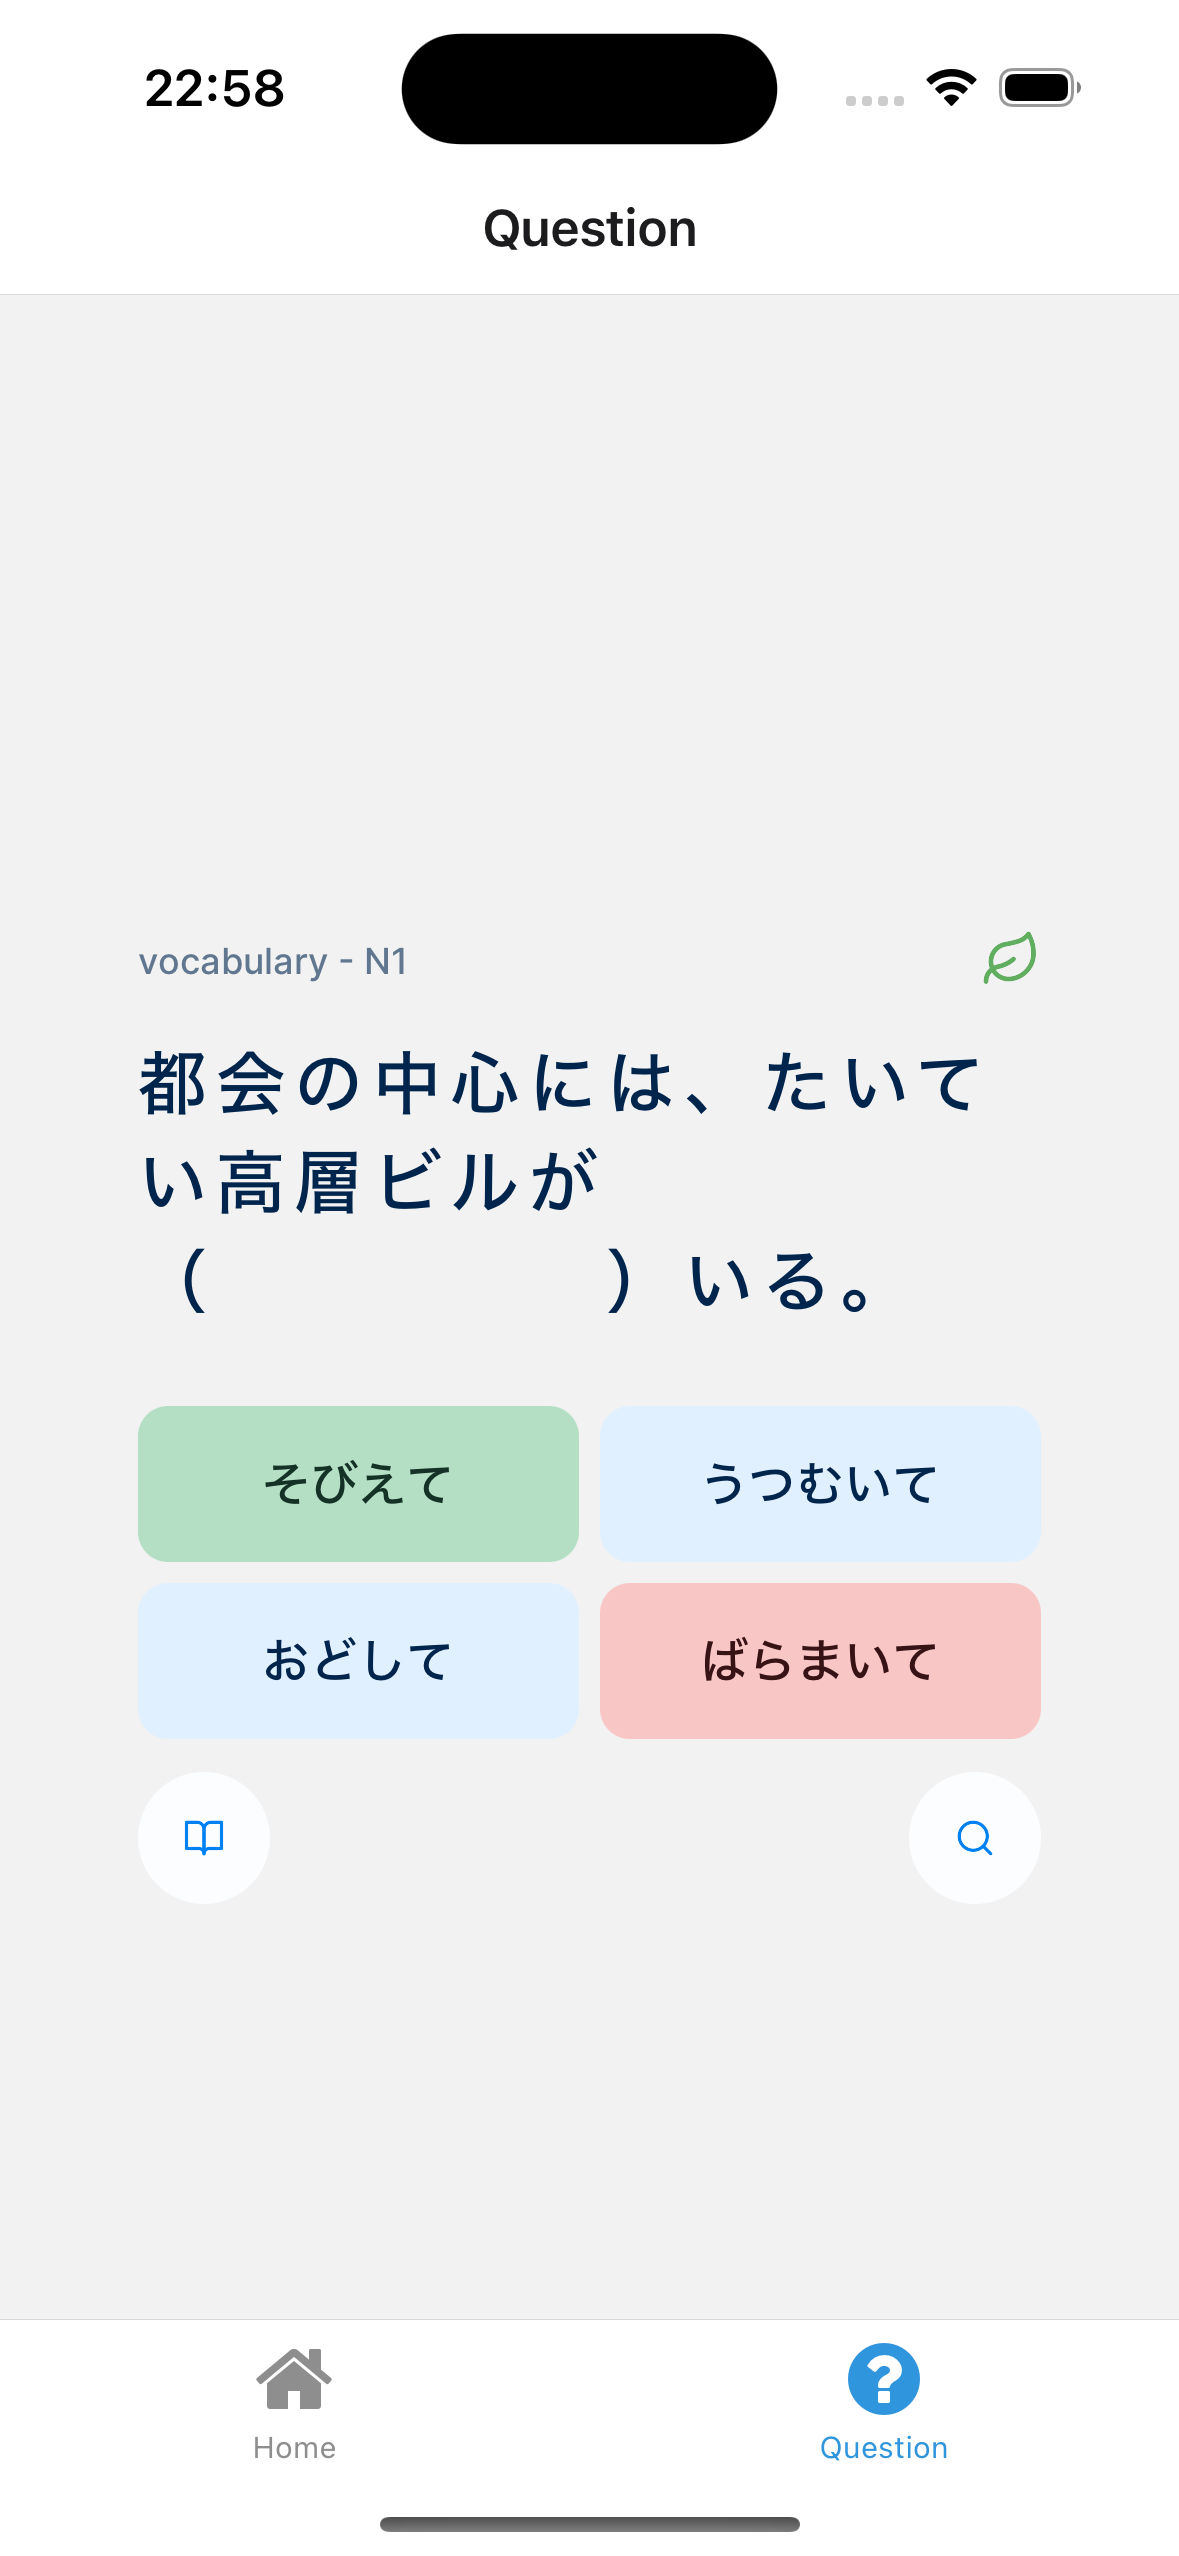 22:58
Question
vocabulary - N1
都会の中心には、たいて
い高層ビルが
（　　　　　）いる。
そびえて
うつむいて
おどして
ばらまいて
Home
Question